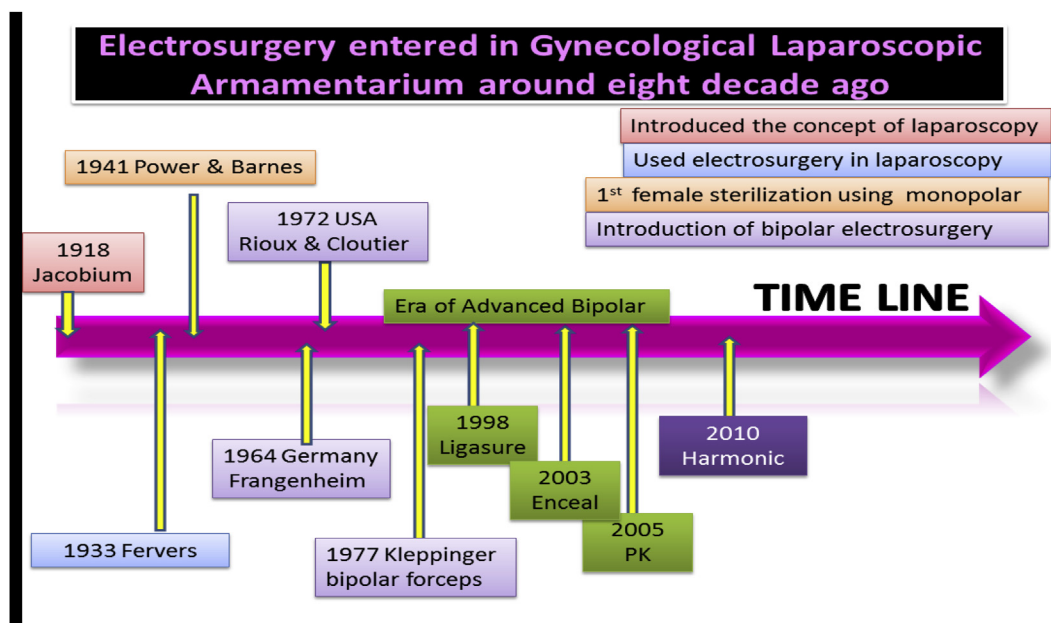 Electrosurgery entered in Gynecological Laparoscopic
Armamentarium around eight decade ago
Introduced the concept of laparoscopy
Used electrosurgery in laparoscopy
1st female sterilization using monopolar
Introduction of bipolar electrosurgery
1941 Power & Barnes
1972 USA
Rioux & Cloutier
1918
Jacobium
Era of Advanced Bipolar
TIME LINE
1964 Germany
Frangenheim
1998
Ligasure
2003
Enceal
2005
PK
2010
Harmonic
1933 Fervers
1977 Kleppinger
bipolar forceps